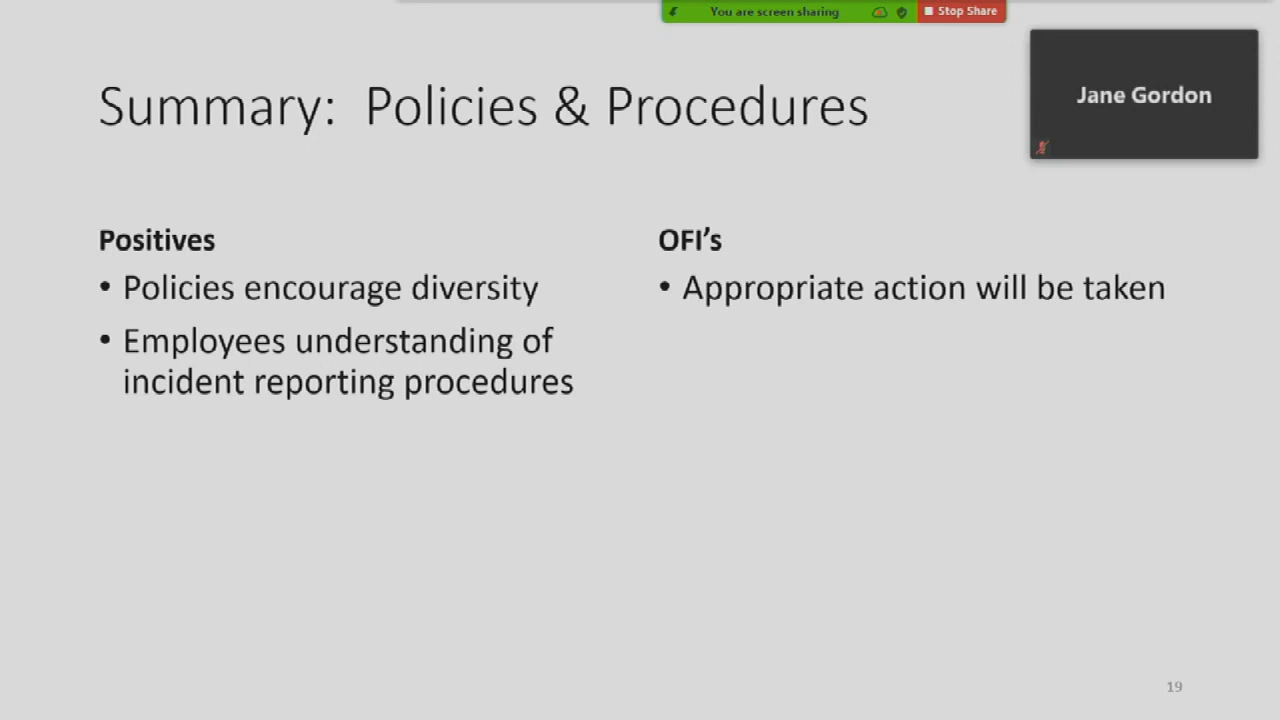 You are screen sharing
Stop Share
Summary: Policies & Procedures
Jane Gordon
Positives
• Policies encourage diversity
• Employees understanding of
incident reporting procedures
OFI’s
• Appropriate action will be taken
19